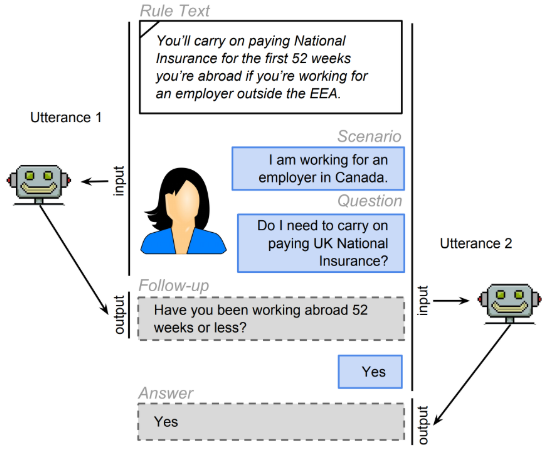 Rule Text
You'll carry on paying National
Insurance for the first 52 weeks
you're abroad if you're working for
an employer outside the EEA.
Utterance 1
Scenario
I am working for an
employer in Canada.
input
Question
Do I need to carry on
paying UK National
Insurance?
Utterance 2
Follow-up
Have you been working abroad 52
weeks or less?
output
input
Yes
Answer
Yes
output